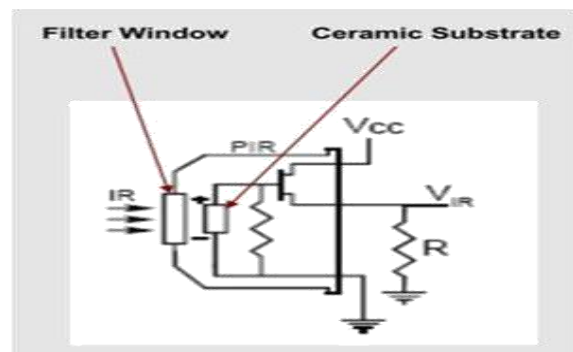 Filter Window Ceramic Substrate
Vcc
PIR
IR
+
-
VIR
R